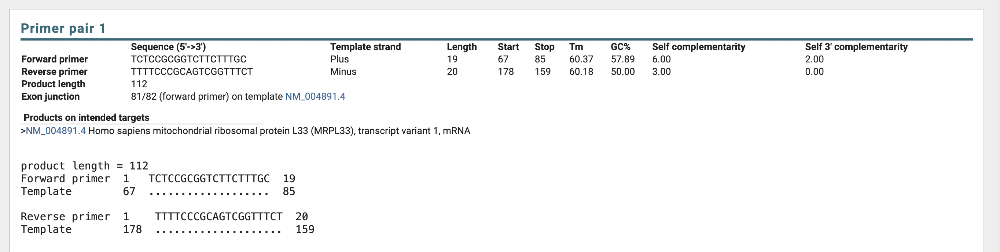 Primer pair 1
Sequence (5'->3') Template strand Length Start Stop Tm GC% Self complementarity Self 3' complementarity
Forward primer TCTCCGCGGTCTTCTTTGC Plus 19 67 85 60.37 57.89 6.00 2.00
Reverse primer TTTTCCCGCAGTCGGTTTCT Minus 20 178 159 60.18 50.00 3.00 0.00
Product length 112
Exon junction 81/82 (forward primer) on template NM_004891.4
Products on intended targets
>NM_004891.4 Homo sapiens mitochondrial ribosomal protein L33 (MRPL33), transcript variant 1, mRNA
product length = 112
Forward primer 1 TCTCCGCGGTCTTCTTTGC 19
Template 67 ................... 85
Reverse primer 1 TTTTCCCGCAGTCGGTTTCT 20
Template 178 .................... 159